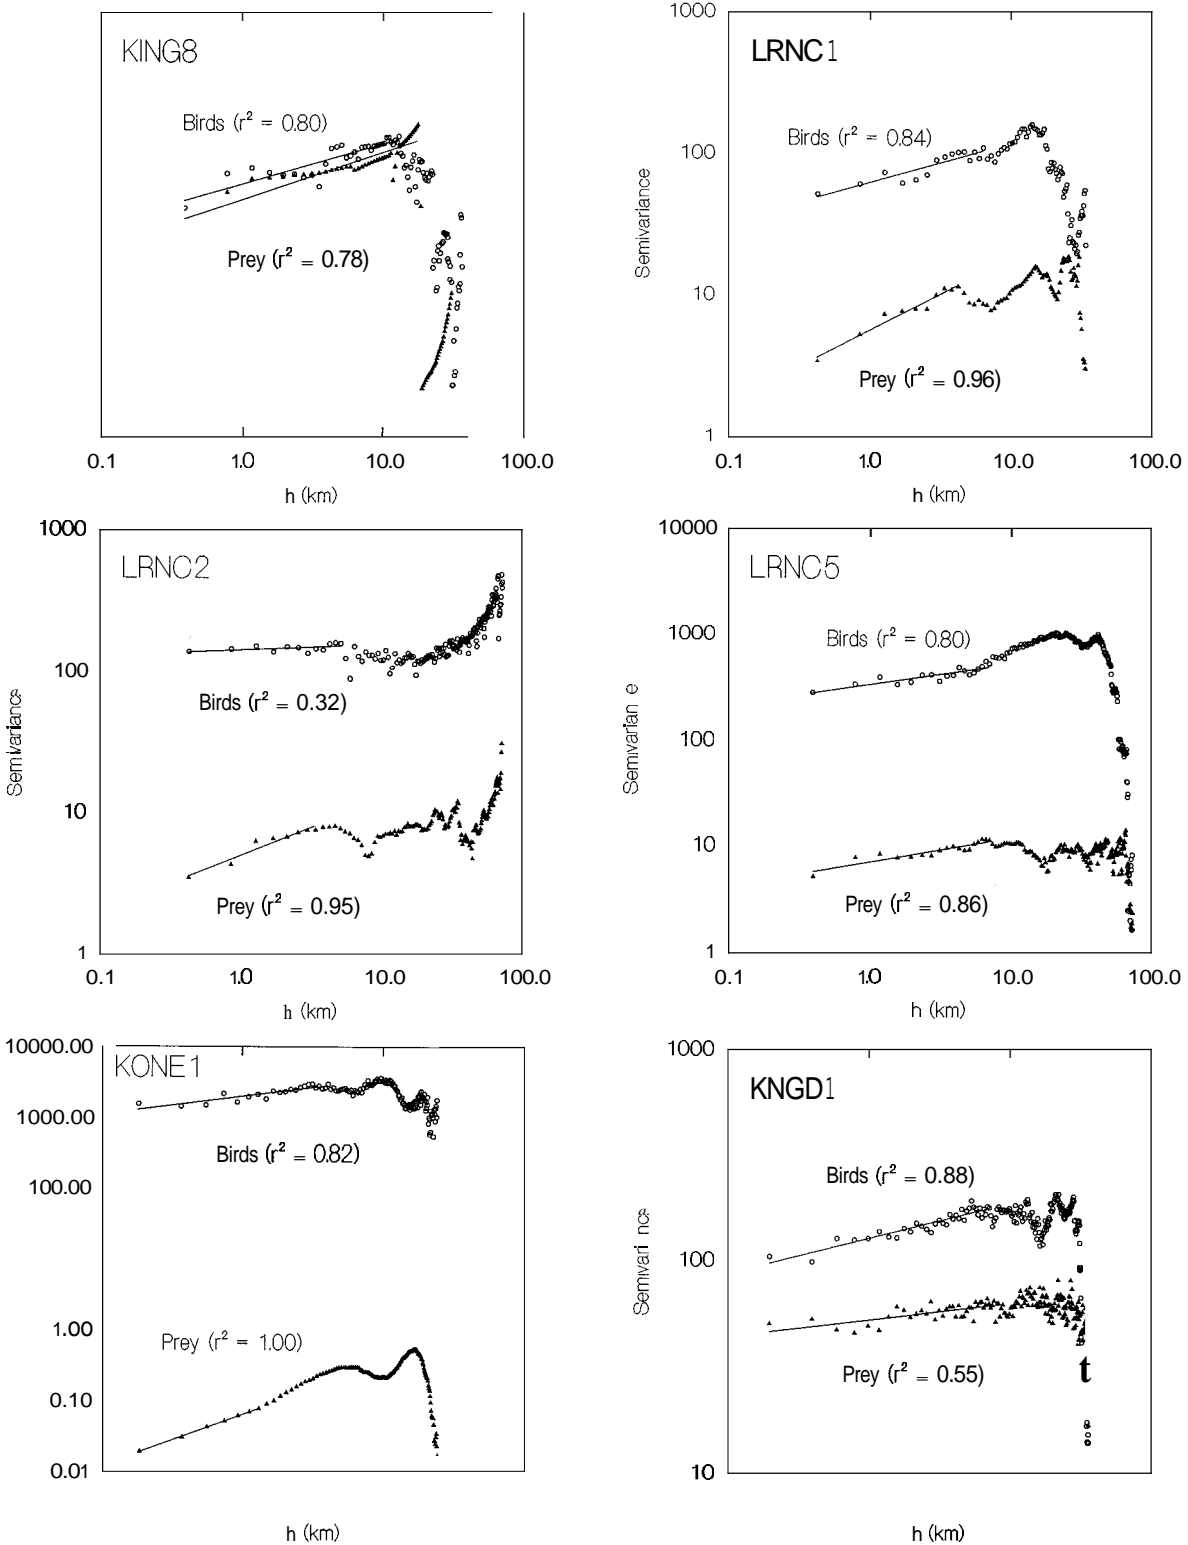 KING8
Birds (r² = 0.80)
Prey (r² = 0.78)
0.1 1.0 10.0 100.0
h (km)
1000
LRNC1
100
Birds (r² = 0.84)
Semivariance
10
Prey (r² = 0.96)
1
0.1 1.0 10.0 100.0
h (km)
1000
LRNC2
100
Birds (r² = 0.32)
Semivariance
10
Prey (r² = 0.95)
1
0.1 1.0 10.0 100.0
h (km)
10000
LRNC5
1000
Birds (r² = 0.80)
Semivarian e
100
10
Prey (r² = 0.86)
1
0.1 1.0 10.0 100.0
h (km)
10000.00
KONE1
1000.00
Birds (r² = 0.82)
100.00
1.00
Prey (r² = 1.00)
0.10
0.01
h (km)
1000
KNGD1
Birds (r² = 0.88)
Semivari nce
100
Prey (r² = 0.55)
t
10
h (km)